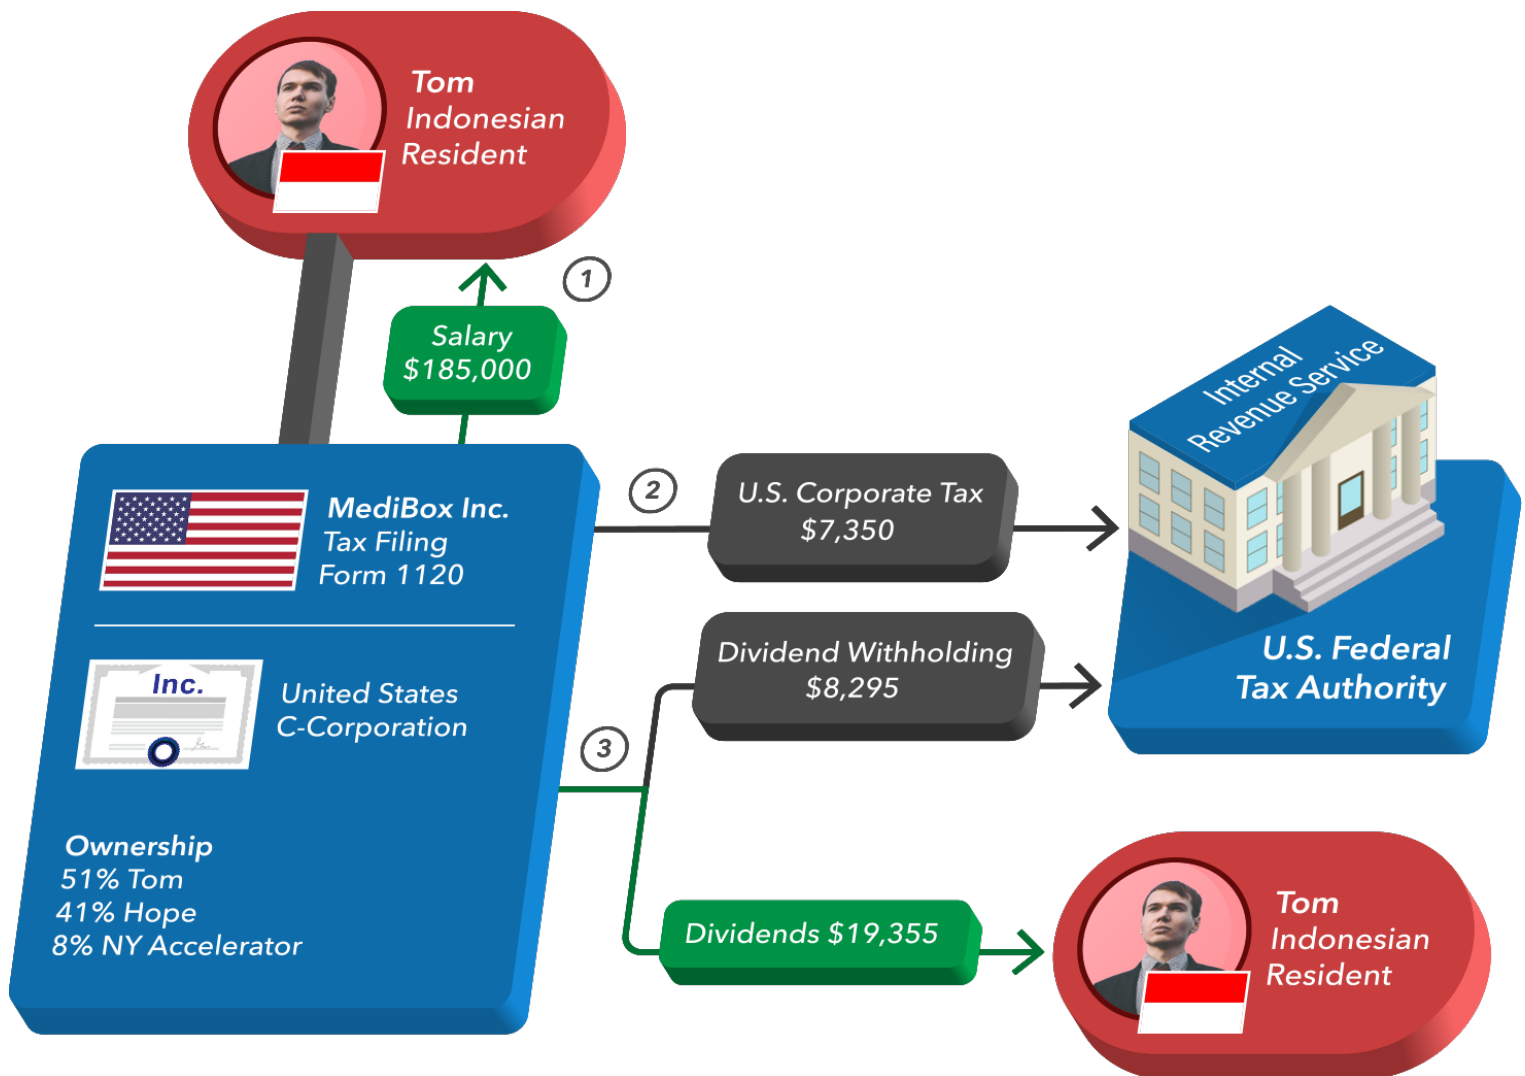 Tom
Indonesian
Resident
1
Salary
$185,000
Internal
Revenue Service
MediBox Inc.
Tax Filing
Form 1120
2
U.S. Corporate Tax
$7,350
Dividend Withholding
$8,295
U.S. Federal
Tax Authority
Inc.
United States
C-Corporation
3
Ownership
51% Tom
41% Hope
8% NY Accelerator
Dividends $19,355
Tom
Indonesian
Resident